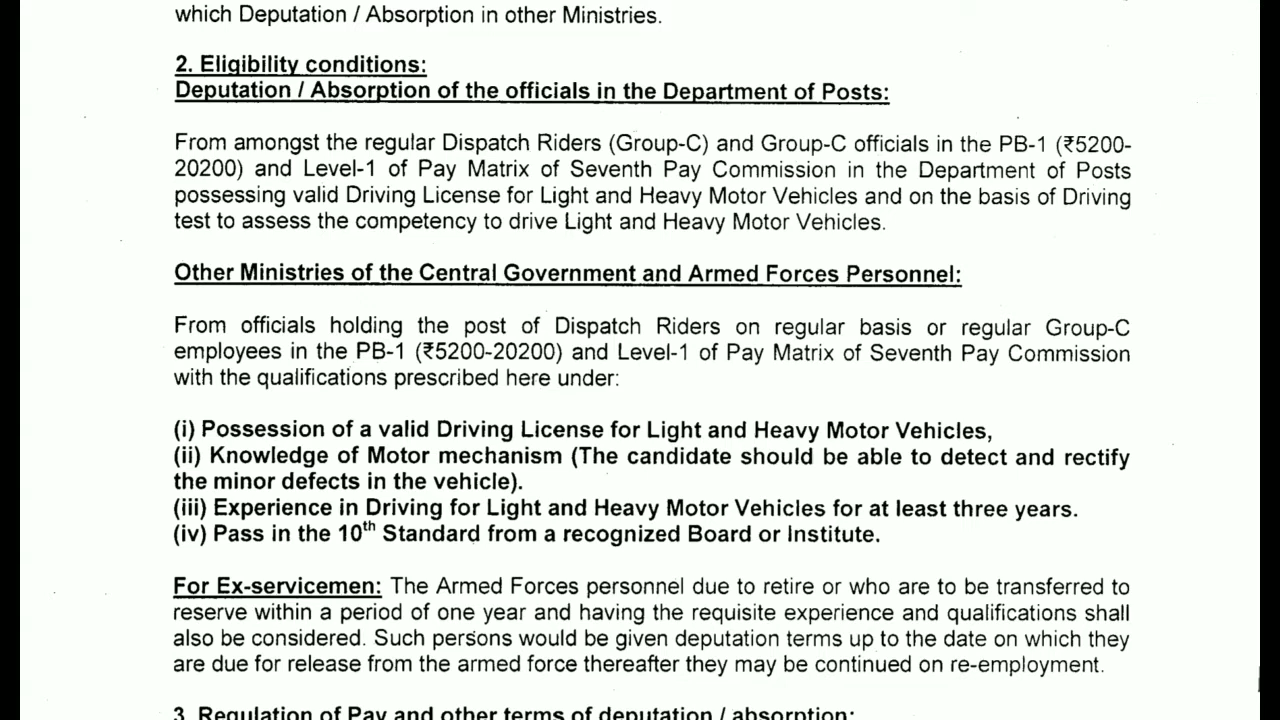 which Deputation / Absorption in other Ministries.
2. Eligibility conditions:
Deputation / Absorption of the officials in the Department of Posts:
From amongst the regular Dispatch Riders (Group-C) and Group-C officials in the PB-1 (₹5200-
20200) and Level-1 of Pay Matrix of Seventh Pay Commission in the Department of Posts
possessing valid Driving License for Light and Heavy Motor Vehicles and on the basis of Driving
test to assess the competency to drive Light and Heavy Motor Vehicles.
Other Ministries of the Central Government and Armed Forces Personnel:
From officials holding the post of Dispatch Riders on regular basis or regular Group-C
employees in the PB-1 (₹5200-20200) and Level-1 of Pay Matrix of Seventh Pay Commission
with the qualifications prescribed here under:
(i) Possession of a valid Driving License for Light and Heavy Motor Vehicles,
(ii) Knowledge of Motor mechanism (The candidate should be able to detect and rectify
the minor defects in the vehicle).
(iii) Experience in Driving for Light and Heavy Motor Vehicles for at least three years.
(iv) Pass in the 10th Standard from a recognized Board or Institute.
For Ex-servicemen: The Armed Forces personnel due to retire or who are to be transferred to
reserve within a period of one year and having the requisite experience and qualifications shall
also be considered. Such persons would be given deputation terms up to the date on which they
are due for release from the armed force thereafter they may be continued on re-employment.
3. Regulation of Pay and other terms of deputation / absorption: